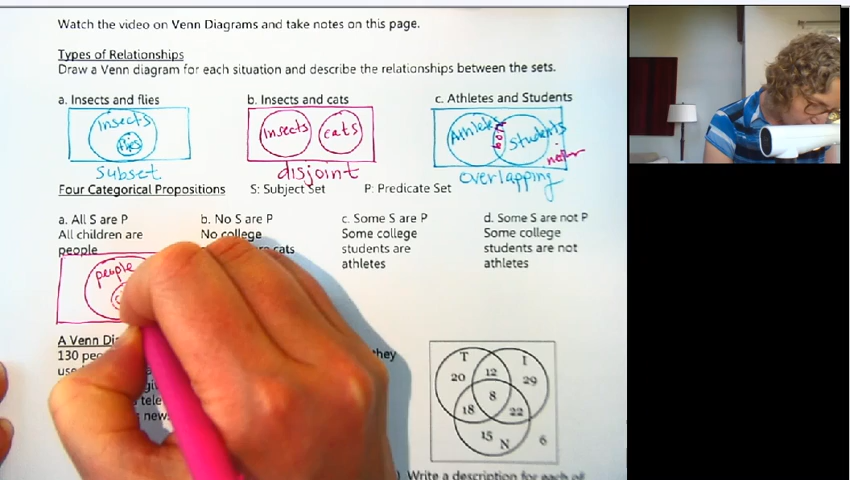 Watch the video on Venn Diagrams and take notes on this page.
Types of Relationships
Draw a Venn diagram for each situation and describe the relationships between the sets.
a. Insects and flies
b. Insects and cats
c. Athletes and Students
insects
flies
subset
insects
cats
disjoint
Athletes
both
students
overlapping
Four Categorical Propositions
S: Subject Set
P: Predicate Set
a. All S are P
All children are
people
b. No S are P
No college
cats
c. Some S are P
Some college
students are
athletes
d. Some S are not P
Some college
students are not
athletes
people
A Venn
130
they
T
I
20
12
29
8
18
22
15
N
6
Write a description for each of